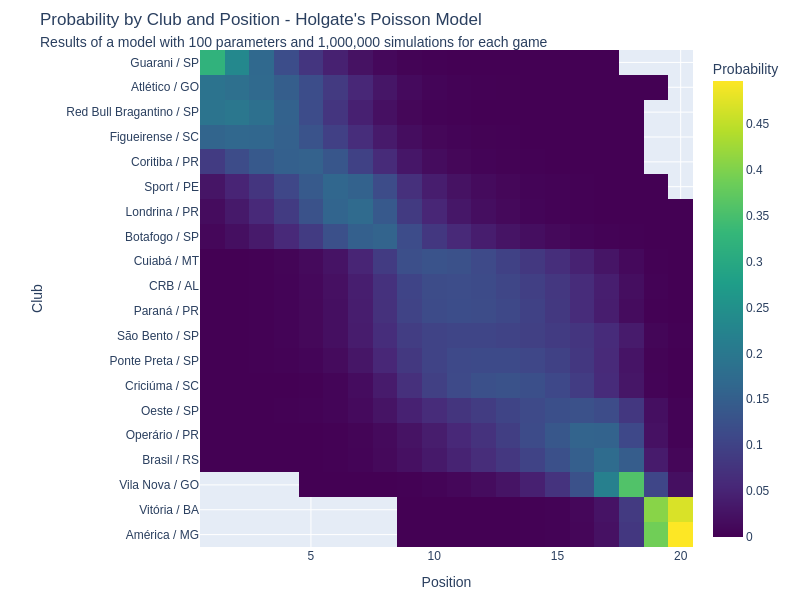 Probability by Club and Position - Holgate's Poisson Model
Results of a model with 100 parameters and 1,000,000 simulations for each game
Probability
Guarani / SP
Atlético / GO
Red Bull Bragantino / SP
Figueirense / SC
Coritiba / PR
Sport / PE
Londrina / PR
Botafogo / SP
Cuiabá / MT
CRB / AL
Paraná / PR
São Bento / SP
Ponte Preta / SP
Criciúma / SC
Oeste / SP
Operário / PR
Brasil / RS
Vila Nova / GO
Vitória / BA
América / MG
Club
5
10
15
20
Position
0.45
0.4
0.35
0.3
0.25
0.2
0.15
0.1
0.05
0